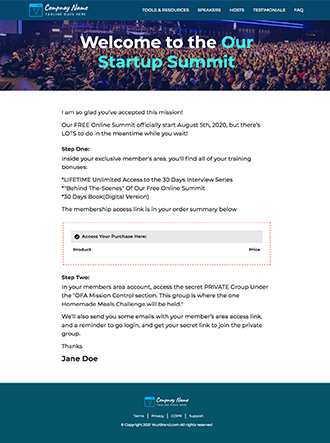 Compnay Name
TAGLINE GOES HERE
TOOLS & RESOURCES SPEAKERS HOSTS TESTIMONIALS FAQ
Welcome to the Our
Startup Summit
I am so glad you've accepted this mission!
Our FREE Online Summit officially start August 5th, 2020, but there's
LOTS to do in the meantime while you wait!
Step One:
Inside your exclusive member's area, you'll find all of your training
bonuses:
*LIFETIME Unlimited Access to the 30 Days Interview Series
*"Behind The-Scenes" Of Our Free Online Summit
*30 Days Book(Digital Version)
The membership access link is in your order summary below
Access Your Purchase Here:
Product Price
Step Two:
In your members area account, access the secret PRIVATE Group Under
the "OFA Mission Control section. This group is where the one
Homemade Meals Challenge will be held."
We'll also send you some emails with your member's area access link,
and a reminder to go login, and get your secret link to join the private
group.
Thanks
Jane Doe
Compnay Name
TAGLINE GOES HERE
Terms | Privacy | GDPR | Support
© Copyright 2021 YourBrand.com All rights reserved